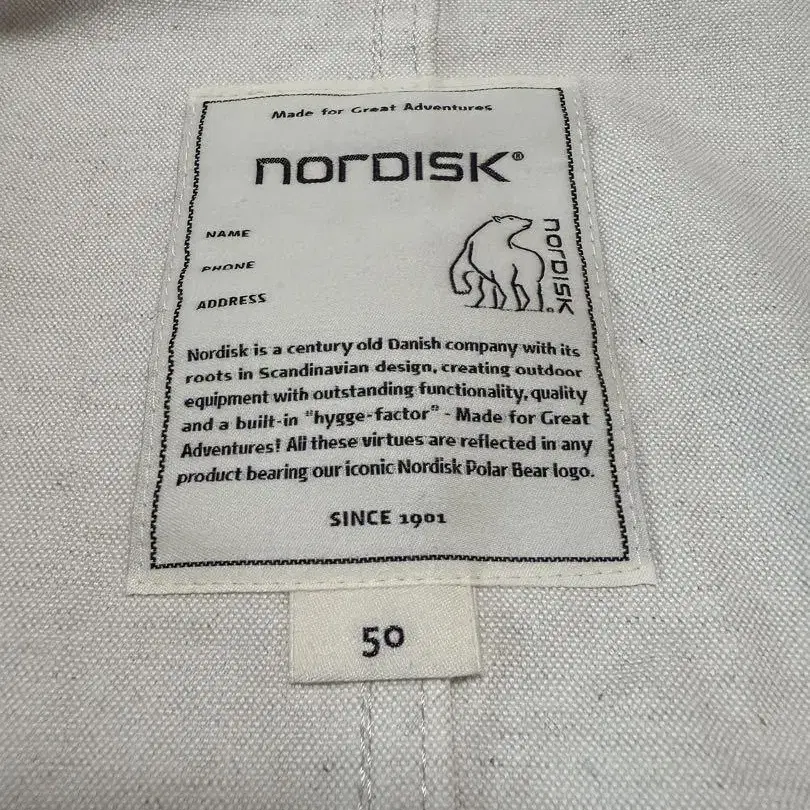 Made for Great Adventures
norDISK®
NAME
PHONE
ADDRESS
norDISK®
Nordisk is a century old Danish company with its
roots in Scandinavian design, creating outdoor
equipment with outstanding functionality, quality
and a built-in "hygge-factor" - Made for Great
Adventures! All these virtues are reflected in any
product bearing our iconic Nordisk Polar Bear logo.
SINCE 1901
50